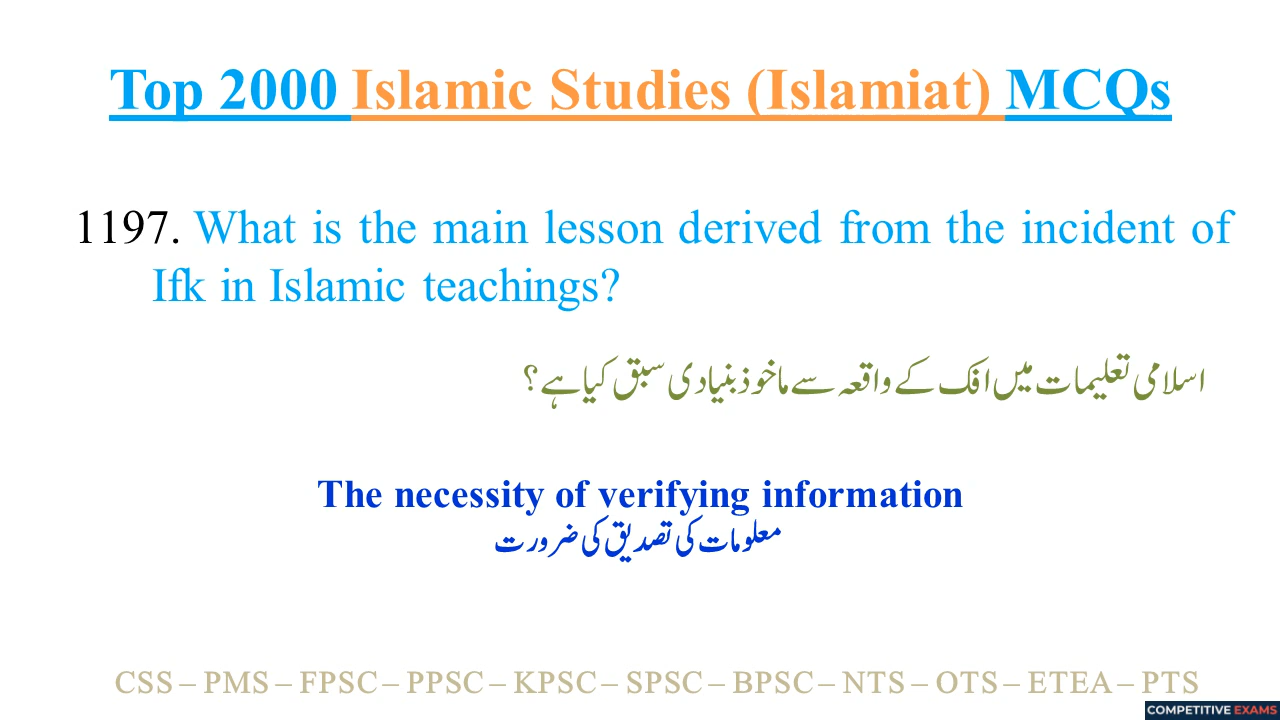 Top 2000 Islamic Studies (Islamiat) MCQs
1197. What is the main lesson derived from the incident of
Ifk in Islamic teachings?
اسلامی تعلیمات میں افک کے واقعہ سے ماخوذ بنیادی سبق کیا ہے؟
The necessity of verifying information
معلومات کی تصدیق کی ضرورت
CSS – PMS – FPSC – PPSC – KPSC – SPSC – BPSC – NTS – OTS – ETEA – PTS
COMPETITIVE EXAMS